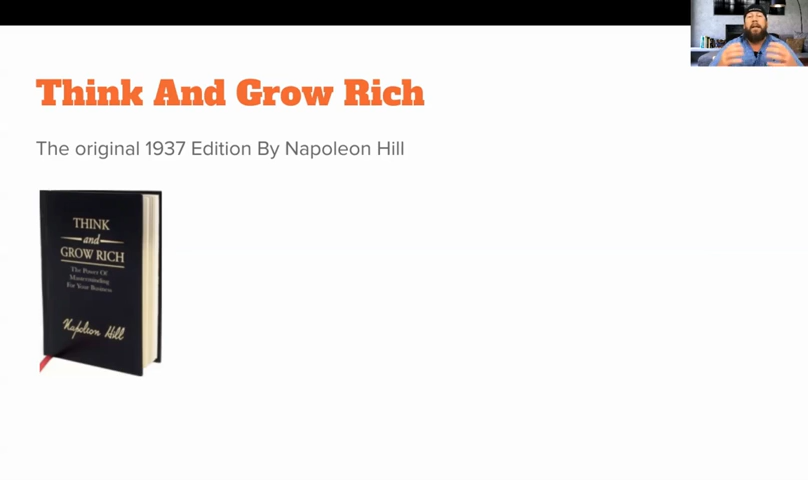 Think And Grow Rich
The original 1937 Edition By Napoleon Hill
THINK
and
GROW RICH
The Power Of
Masterminding
For Your Business
Napoleon Hill